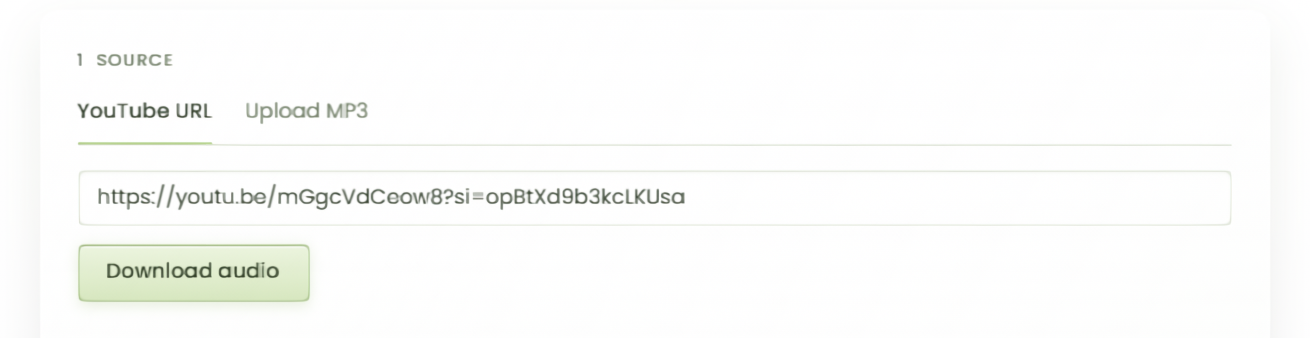 1 SOURCE
YouTube URL Upload MP3
https://youtu.be/mGgcVdCeow8?si=opBtXd9b3kcLKUsa
Download audio